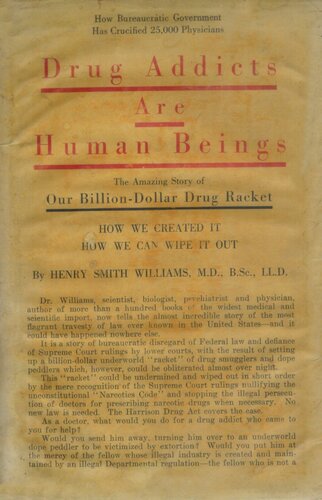 How Bureaucratic Government
Has Crucified 25,000 Physicians
Drug Addicts
Are
Human Beings
The Amazing Story of
Our Billion-Dollar Drug Racket
HOW WE CREATED IT
HOW WE CAN WIPE IT OUT
By HENRY SMITH WILLIAMS, M.D., B.Sc., LL.D.
Dr. Williams, scientist, biologist, psychiatrist and physician,
author of more than a hundred books of the widest medical and
scientific import, now tells the almost incredible story of the most
flagrant travesty of law ever known in the United States—and it
could have happened nowhere else.
It is a story of bureaucratic disregard of Federal law and defiance
of Supreme Court rulings by lower courts, with the result of setting
up a billion-dollar underworld "racket" of drug smugglers and dope
peddlers which, however, could be obliterated almost over night.
This "racket" could be undermined and wiped out in short order
by the mere recognition of the Supreme Court rulings nullifying the
unconstitutional "Narcotics Code" and stopping the illegal persecu-
tion of doctors for prescribing narcotic drugs when necessary. No
new law is needed. The Harrison Drug Act covers the case.
As a doctor, what would you do for a drug addict who came to
you for help?
Would you send him away, turning him over to an underworld
dope peddler to be victimized by extortion? Would you put him at
the mercy of the fellow whose illegal industry is created and main-
tained by an illegal Departmental regulation—the fellow who is not a